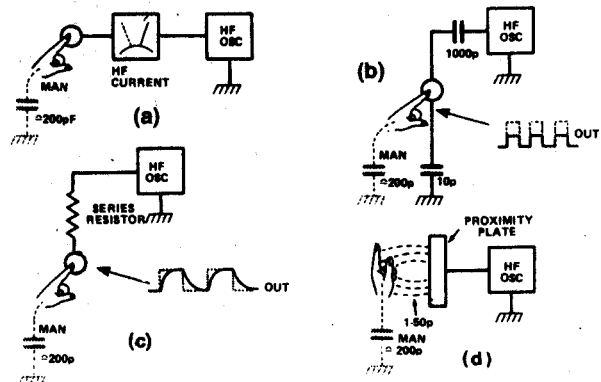 HF
OSC
HF
CURRENT
MAN
≏200pF
(a)
HF
OSC
1000p
(b)
OUT
MAN
≏200p
10p
HF
OSC
SERIES
RESISTOR
OUT
MAN
≏200p
(c)
PROXIMITY
PLATE
HF
OSC
1-50p
MAN
≏200p
(d)